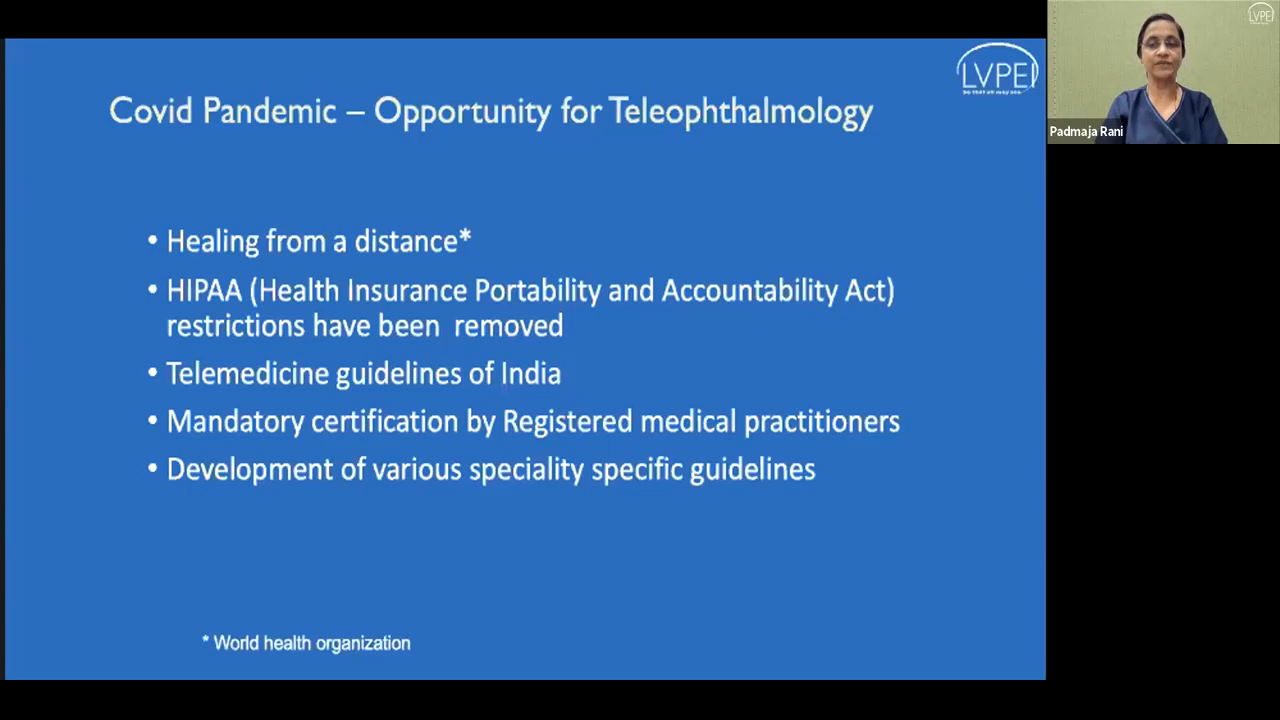 LVPEI
Covid Pandemic – Opportunity for Teleophthalmology
• Healing from a distance*
• HIPAA (Health Insurance Portability and Accountability Act)
restrictions have been removed
• Telemedicine guidelines of India
• Mandatory certification by Registered medical practitioners
• Development of various speciality specific guidelines
* World health organization
LVPEI
Padmaja Rani